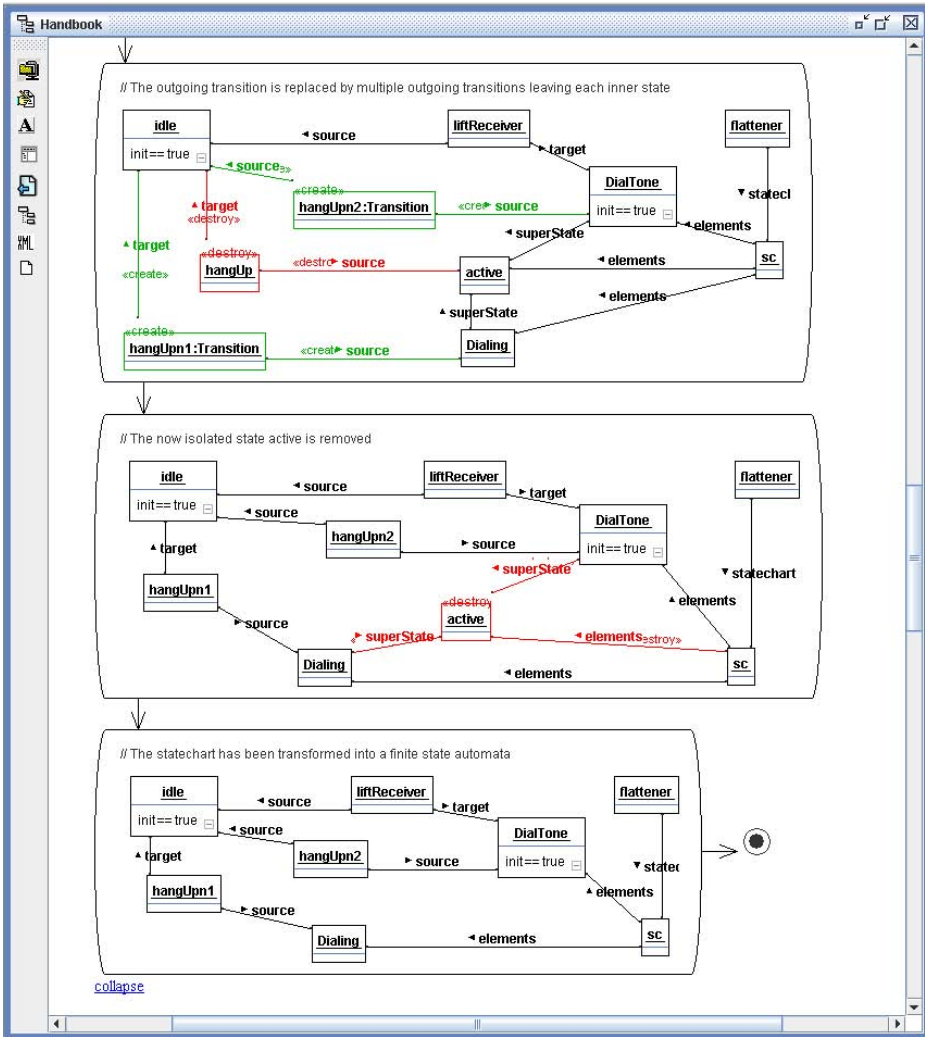 Handbook
// The outgoing transition is replaced by multiple outgoing transitions leaving each inner state
idle
init== true
◄ source
liftReceiver
► target
flattener
DialTone
init== true
▼ statecl
◄ source
«create»
hangUpn2:Transition
► source
◄ elements
▲ target
«destroy»
◄ superState
▲ target
«create»
«destroy»
hangUp
► source
active
◄ elements
sc
◄ elements
▲ superState
«create»
hangUpn1:Transition
«creat► source
Dialing
// The now isolated state active is removed
idle
init== true
◄ source
liftReceiver
► target
flattener
◄ source
hangUpn2
► source
DialTone
init== true
▲ target
◄ superState
▼ statechart
hangUpn1
«destroy
active
▲ elements
► source
► superState
◄ elements
Dialing
◄ elements
sc
// The statechart has been transformed into a finite state automata
idle
init== true
◄ source
liftReceiver
► target
flattener
◄ source
hangUpn2
► source
DialTone
init== true
▲ target
▼ statec
hangUpn1
► source
▲ elements
Dialing
◄ elements
sc
collapse